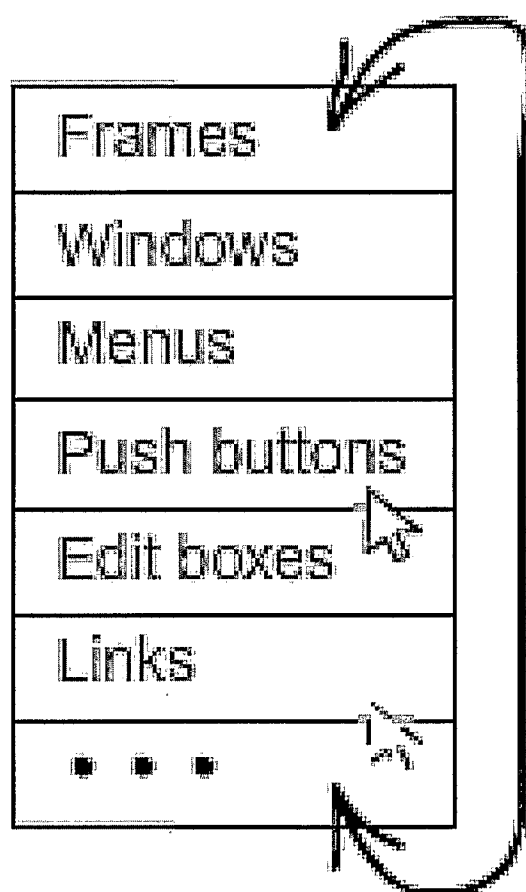 Frames
Windows
Menus
Push buttons
Edit boxes
Links
• • •